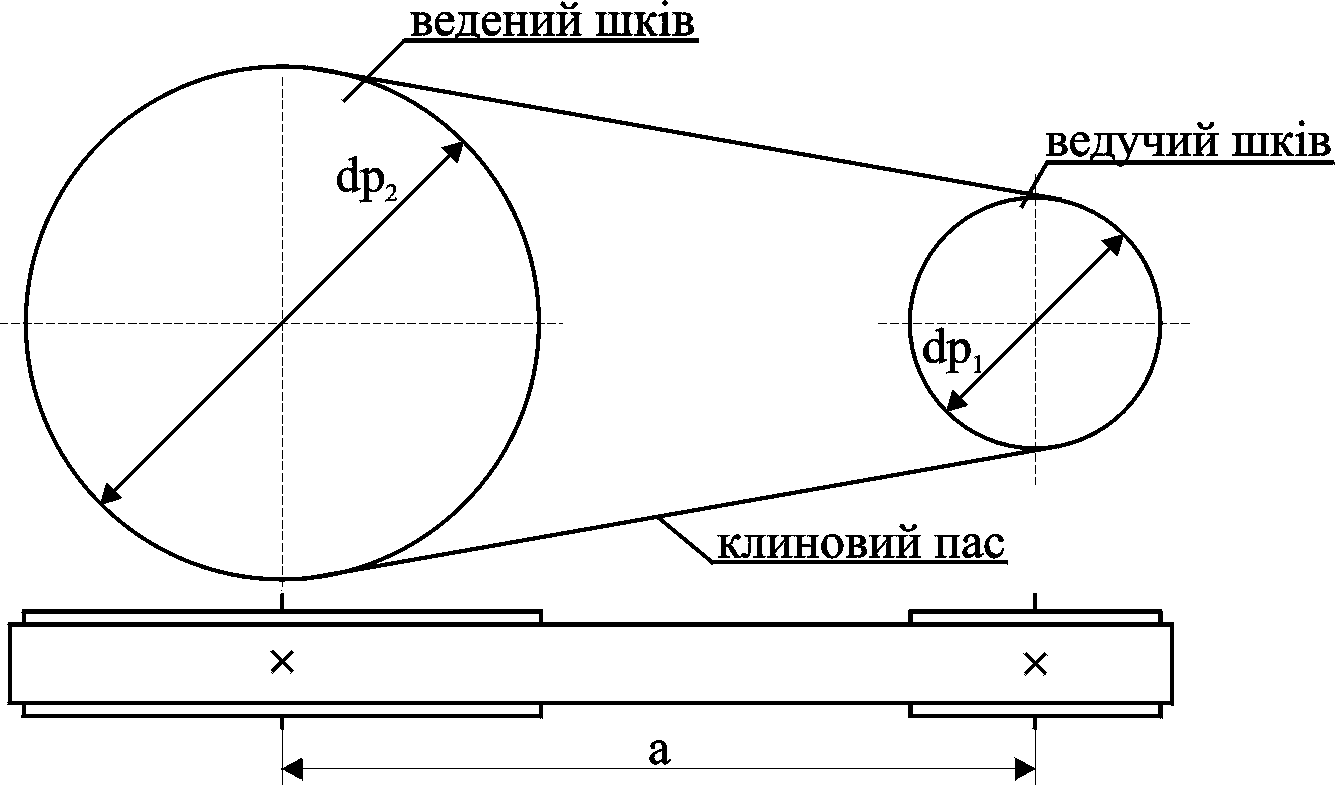 ведений шків
ведучий шків
dp₂
dp₁
клиновий пас
a